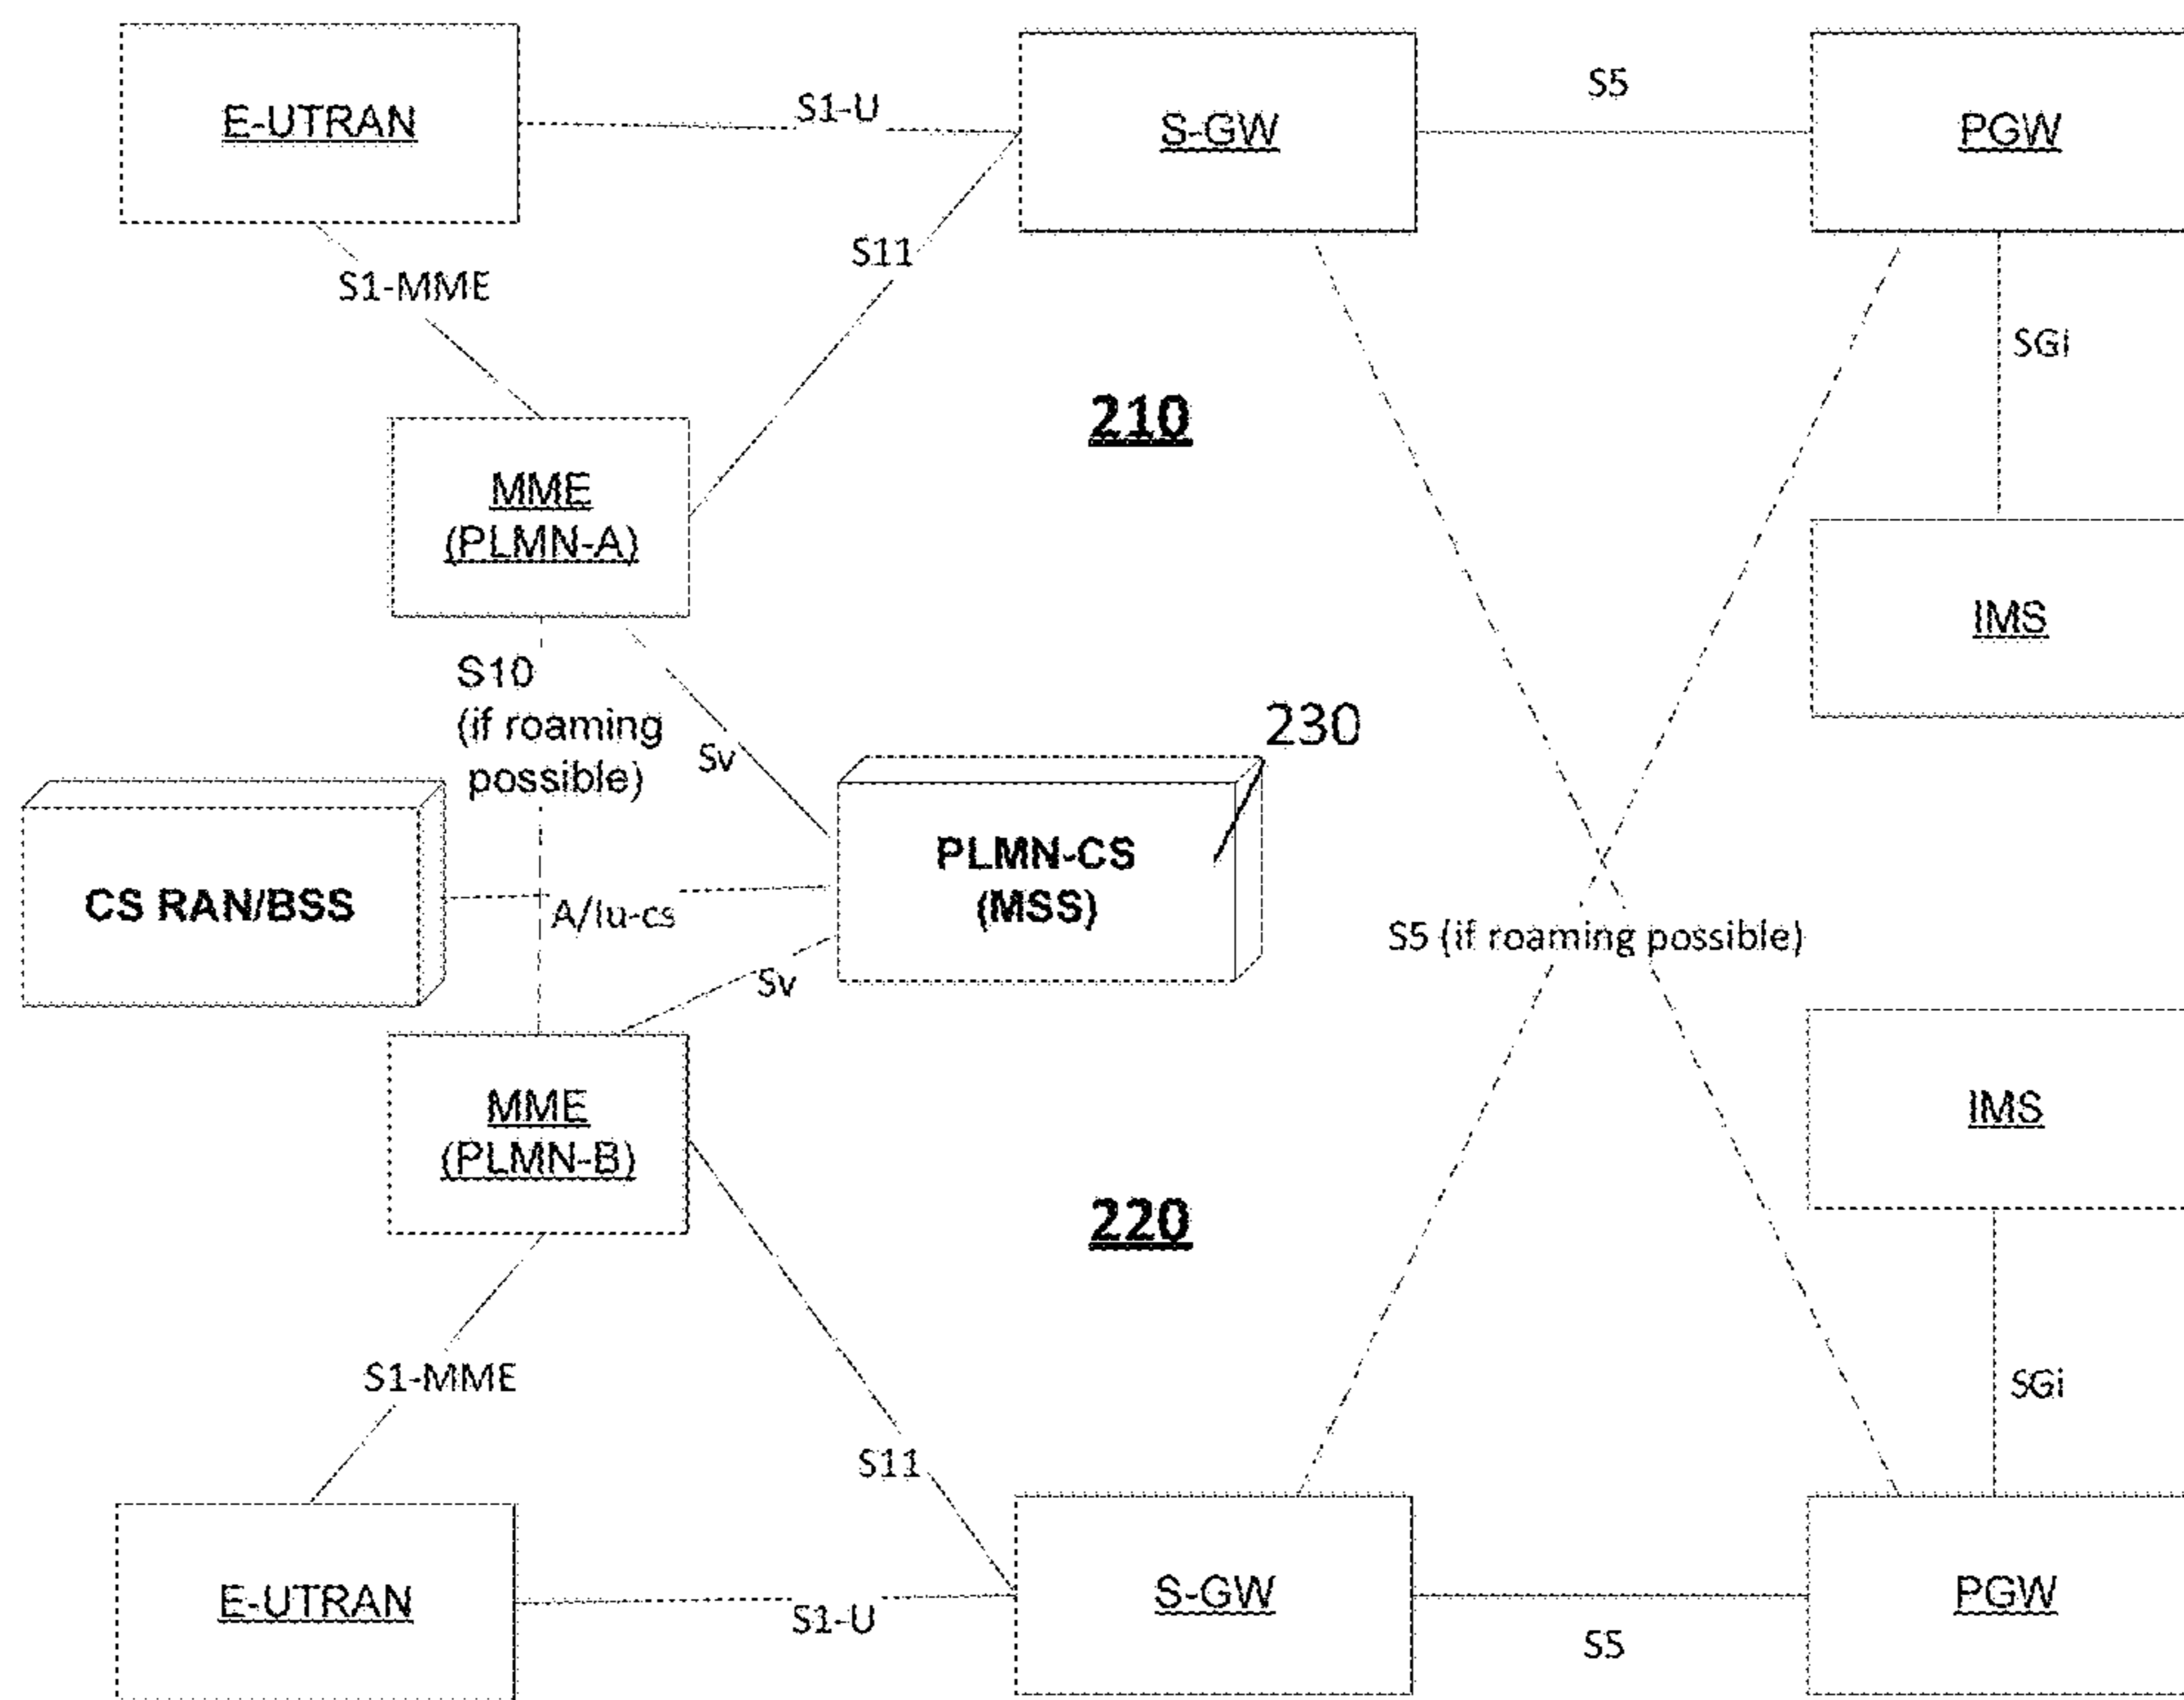 E-UTRAN
S1-U
S-GW
S5
PGW
S1-MME
S11
SGi
210
MME
(PLMN-A)
IMS
S10
(if roaming
possible)
Sv
230
CS RAN/BSS
A/Iu-cs
PLMN-CS
(MSS)
S5 (if roaming possible)
Sv
MME
(PLMN-B)
IMS
220
S1-MME
S11
SGi
E-UTRAN
S1-U
S-GW
S5
PGW